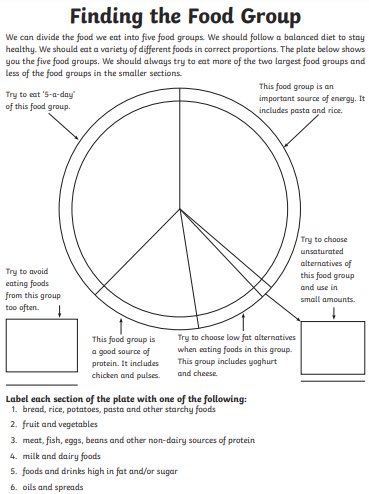 Finding the Food Group
We can divide the food we eat into five food groups. We should follow a balanced diet to stay
healthy. We should eat a variety of different foods in correct proportions. The plate below shows
you the five food groups. We should always try to eat more of the two largest food groups and
less of the food groups in the smaller sections.
Try to eat ‘5-a-day’
of this food group.
This food group is an
important source of energy. It
includes pasta and rice.
Try to choose
unsaturated
alternatives of
this food group
and use in
small amounts.
Try to avoid
eating foods
from this group
too often.
This food group is
a good source of
protein. It includes
chicken and pulses.
Try to choose low fat alternatives
when eating foods in this group.
This group includes yoghurt
and cheese.
Label each section of the plate with one of the following:
1. bread, rice, potatoes, pasta and other starchy foods
2. fruit and vegetables
3. meat, fish, eggs, beans and other non-dairy sources of protein
4. milk and dairy foods
5. foods and drinks high in fat and/or sugar
6. oils and spreads